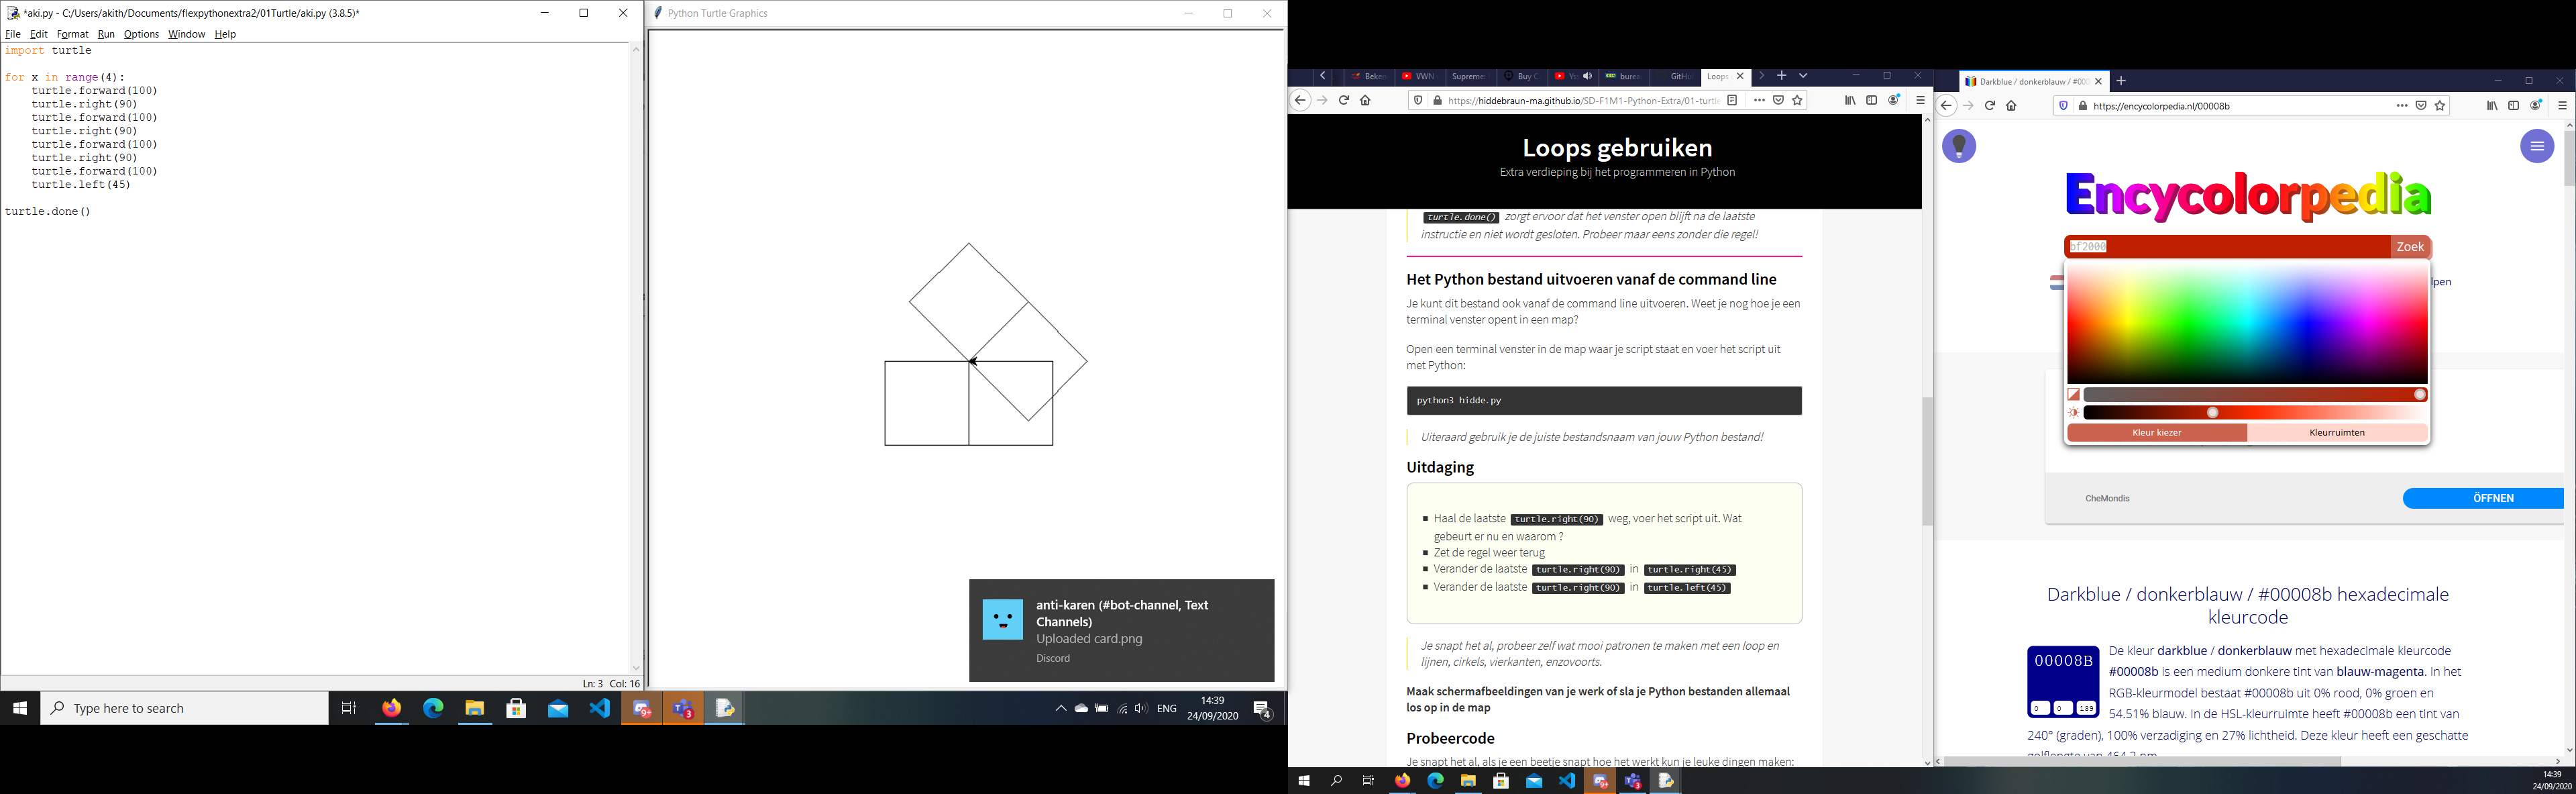 *aki.py - C:/Users/akith/Documents/flexpythonextra2/01Turtle/aki.py (3.8.5)*
File Edit Format Run Options Window Help
import turtle
for x in range(4):
    turtle.forward(100)
    turtle.right(90)
    turtle.forward(100)
    turtle.right(90)
    turtle.forward(100)
    turtle.right(90)
    turtle.forward(100)
    turtle.left(45)
turtle.done()
Ln: 3 Col: 16
Python Turtle Graphics
anti-karen (#bot-channel, Text
Channels)
Uploaded card.png
Discord
Type here to search
9+
3
ENG
14:39
24/09/2020
4
Beken
VWN
Supreme
Buy C
Ysa
burea
GitHu
Loops
https://hiddebraun-ma.github.io/SD-F1M1-Python-Extra/01-turtle
Loops gebruiken
Extra verdieping bij het programmeren in Python
turtle.done() zorgt ervoor dat het venster open blijft na de laatste
instructie en niet wordt gesloten. Probeer maar eens zonder die regel!
Het Python bestand uitvoeren vanaf de command line
Je kunt dit bestand ook vanaf de command line uitvoeren. Weet je nog hoe je een
terminal venster opent in een map?
Open een terminal venster in de map waar je script staat en voer het script uit
met Python:
python3 hidde.py
Uiteraard gebruik je de juiste bestandsnaam van jouw Python bestand!
Uitdaging
Haal de laatste turtle.right(90) weg, voer het script uit. Wat
gebeurt er nu en waarom ?
Zet de regel weer terug
Verander de laatste turtle.right(90) in turtle.right(45)
Verander de laatste turtle.right(90) in turtle.left(45)
Je snapt het al, probeer zelf wat mooi patronen te maken met een loop en
lijnen, cirkels, vierkanten, enzovoorts.
Maak schermafbeeldingen van je werk of sla je Python bestanden allemaal
los op in de map
Probeercode
Je snapt het al, als je een beetje snapt hoe het werkt kun je leuke dingen maken:
9+
3
Darkblue / donkerblauw / #000
https://encycolorpedia.nl/00008b
Encycolorpedia
bf2000
Zoek
lpen
Kleur kiezer
Kleurruimten
CheMondis
ÖFFNEN
Darkblue / donkerblauw / #00008b hexadecimale
kleurcode
00008B
0 0 139
De kleur darkblue / donkerblauw met hexadecimale kleurcode
#00008b is een medium donkere tint van blauw-magenta. In het
RGB-kleurmodel bestaat #00008b uit 0% rood, 0% groen en
54.51% blauw. In de HSL-kleurruimte heeft #00008b een tint van
240° (graden), 100% verzadiging en 27% lichtheid. Deze kleur heeft een geschatte
golflengte van 464.2 nm.
14:39
24/09/2020